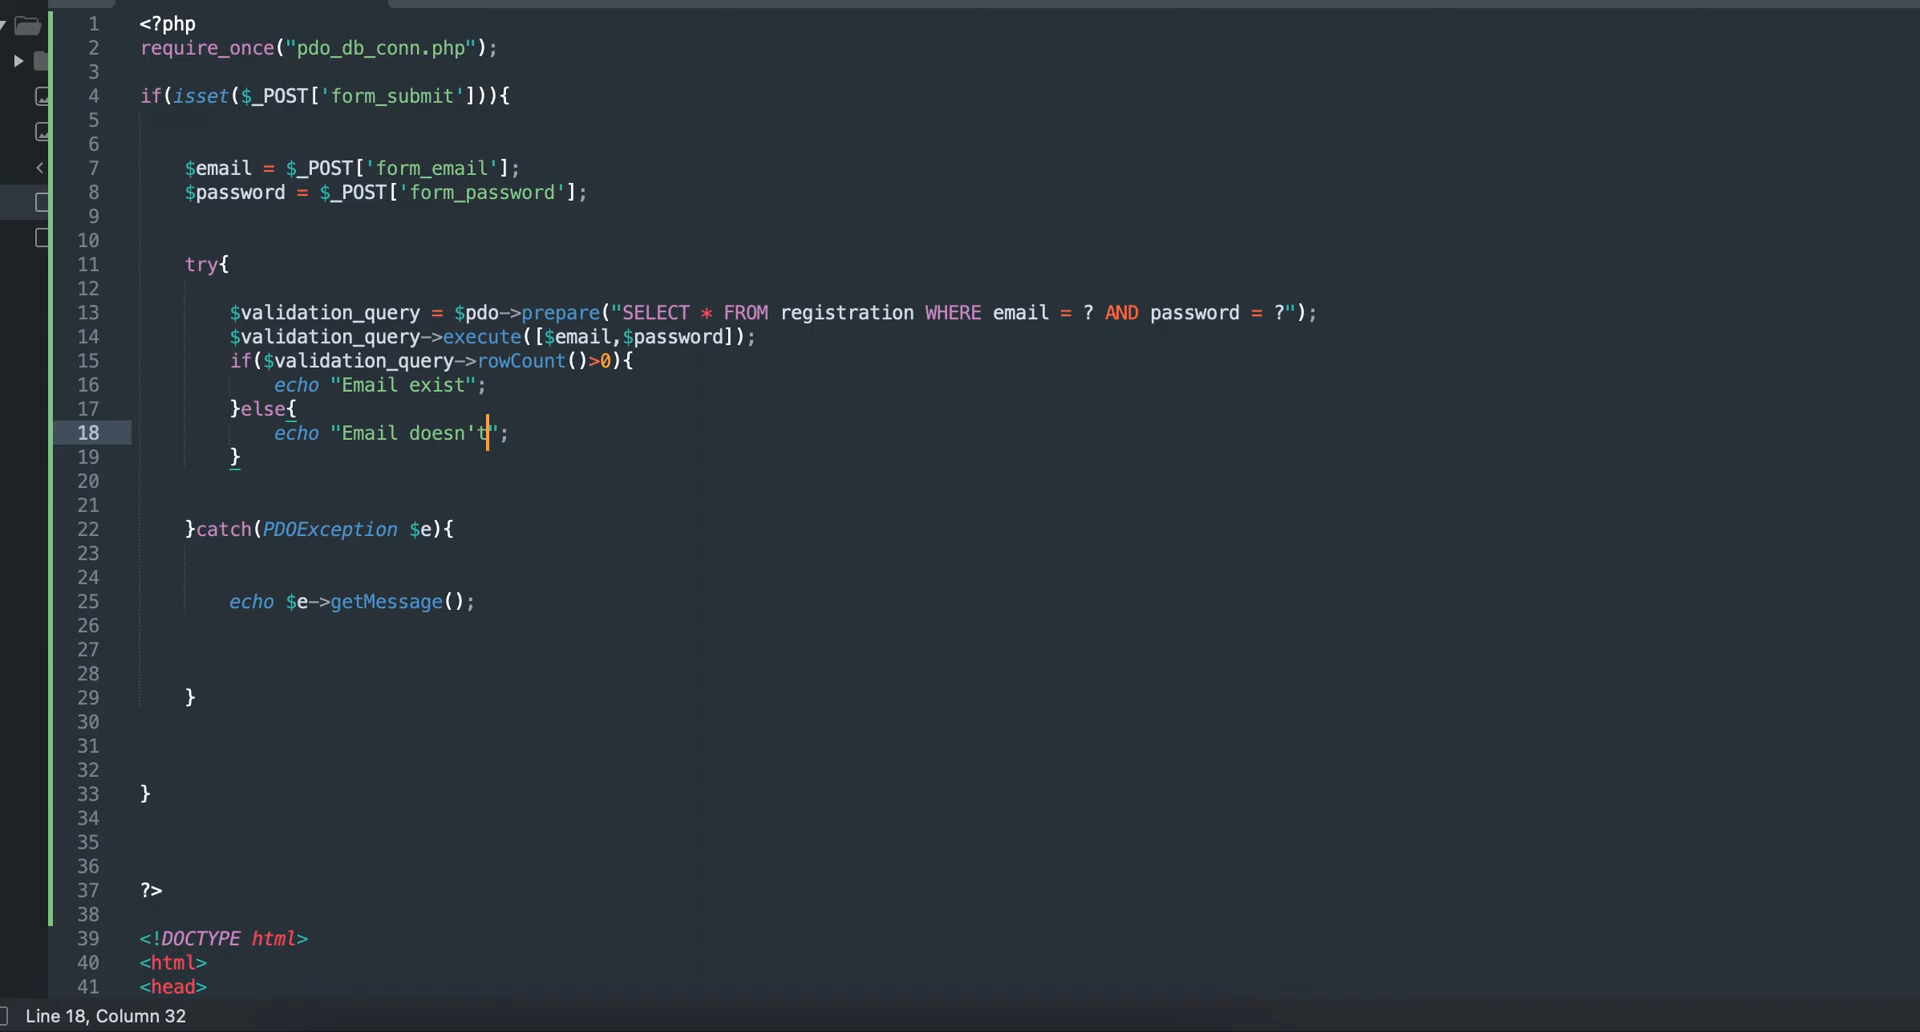 1 <?php
2 require_once("pdo_db_conn.php");
3
4 if(isset($_POST['form_submit'])){
5
6
7 $email = $_POST['form_email'];
8 $password = $_POST['form_password'];
9
10
11 try{
12
13 $validation_query = $pdo->prepare("SELECT * FROM registration WHERE email = ? AND password = ?");
14 $validation_query->execute([$email,$password]);
15 if($validation_query->rowCount()>0){
16 echo "Email exist";
17 }else{
18 echo "Email doesn't";
19 }
20
21
22 }catch(PDOException $e){
23
24
25 echo $e->getMessage();
26
27
28
29 }
30
31
32
33 }
34
35
36
37 ?>
38
39 <!DOCTYPE html>
40 <html>
41 <head>
Line 18, Column 32